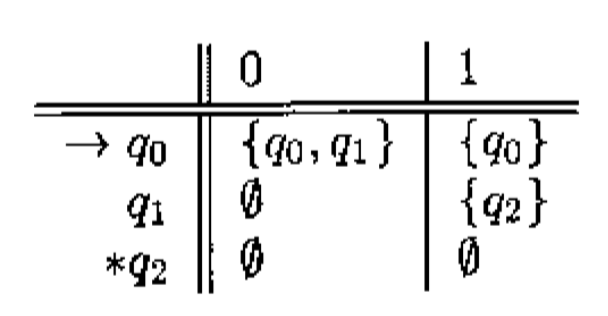 0 1
→ q₀ {q₀, q₁} {q₀}
q₁ ∅ {q₂}
*q₂ ∅ ∅